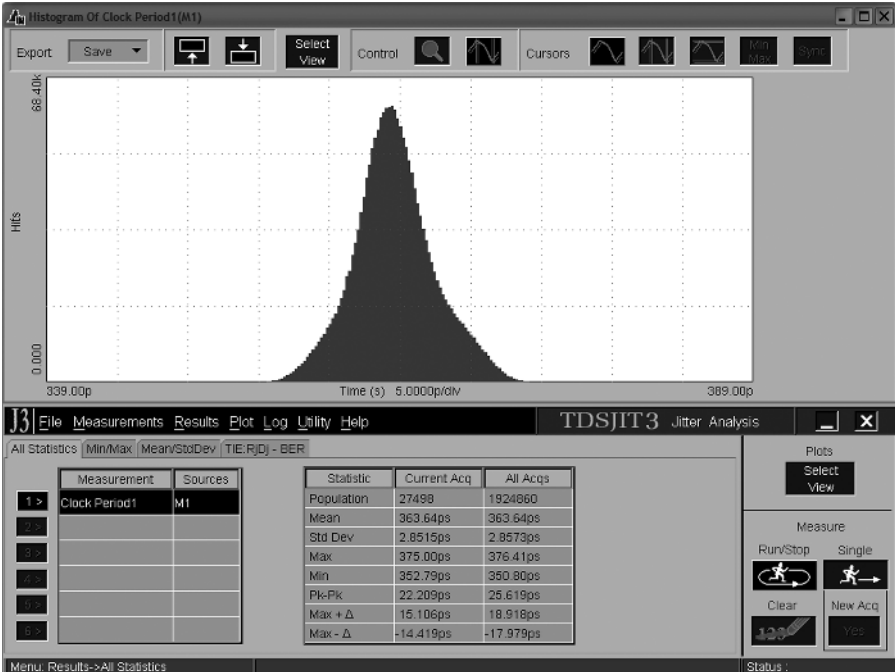 Histogram Of Clock Period1(M1)
Export Save Select View Control Cursors Min Max Sync
68.40k
Hits
0.000
339.00p Time (s) 5.0000p/div 389.00p
J3 File Measurements Results Plot Log Utility Help TDSJIT3 Jitter Analysis
All Statistics Min/Max Mean/StdDev TIE:RjDj - BER
Measurement Sources
1 > Clock Period1 M1
2 >
3 >
4 >
5 >
6 >
Statistic Current Acq All Acqs
Population 27498 1924860
Mean 363.64ps 363.64ps
Std Dev 2.8515ps 2.8573ps
Max 375.00ps 376.41ps
Min 352.79ps 350.80ps
Pk-Pk 22.209ps 25.619ps
Max + Δ 15.106ps 18.918ps
Max - Δ -14.419ps -17.979ps
Plots
Select
View
Measure
Run/Stop Single
Clear New Acq
123 Yes
Menu: Results->All Statistics Status :